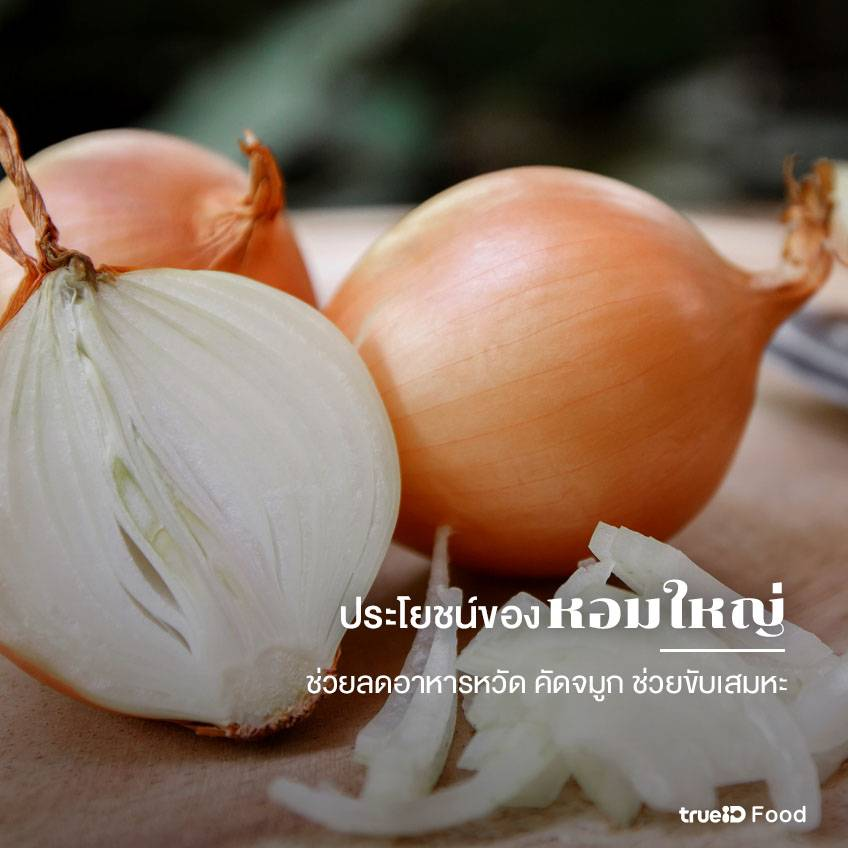 ประโยชน์ของหอมใหญ่
ช่วยลดอาหารหวัด คัดจมูก ช่วยขับเสมหะ
trueiD Food